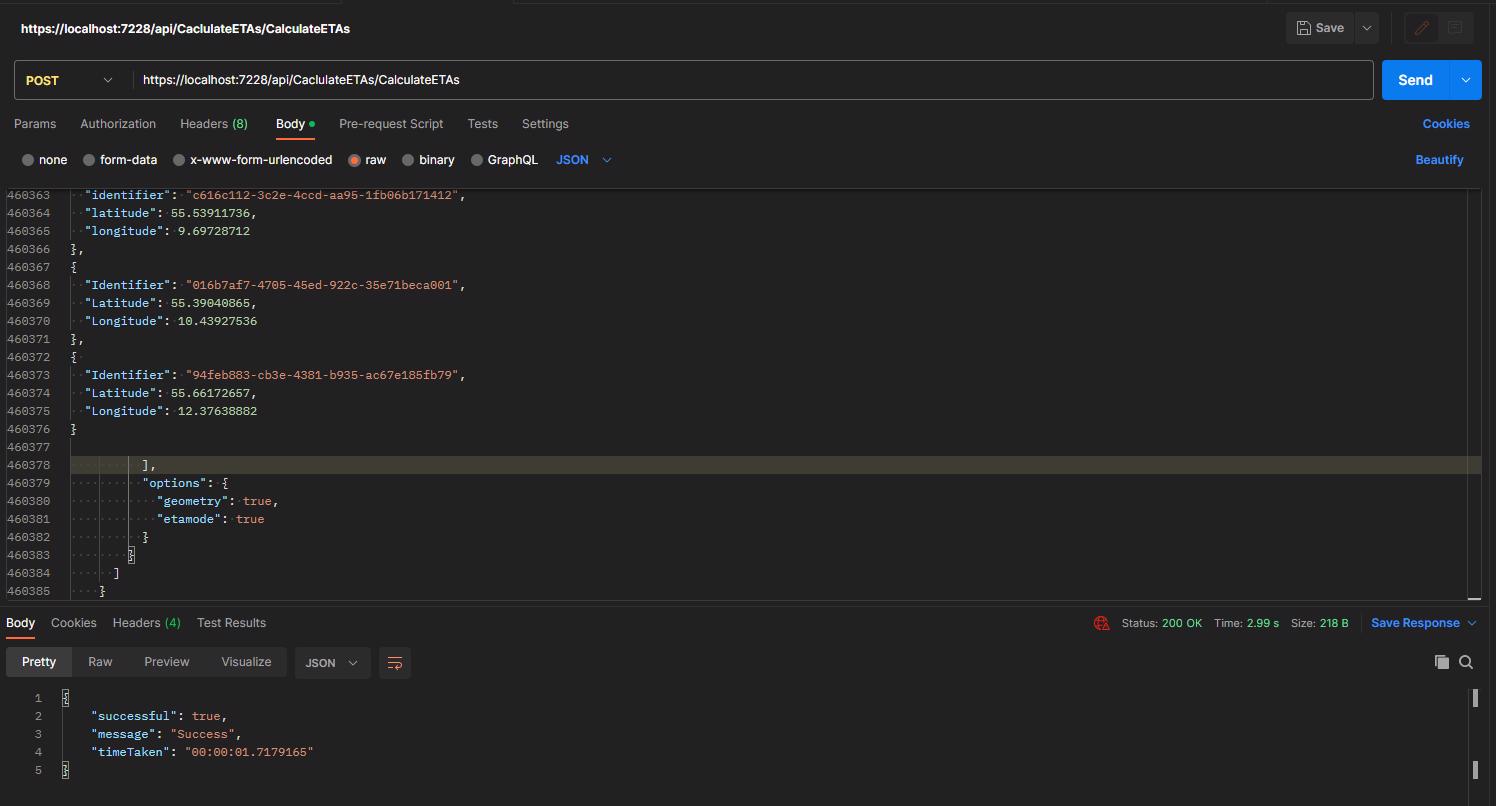 https://localhost:7228/api/CaclulateETAs/CalculateETAs
Save
POST https://localhost:7228/api/CaclulateETAs/CalculateETAs Send
Params Authorization Headers (8) Body Pre-request Script Tests Settings Cookies
none form-data x-www-form-urlencoded raw binary GraphQL JSON Beautify
460363 "identifier": "c616c112-3c2e-4ccd-aa95-1fb06b171412",
460364 "latitude": 55.53911736,
460365 "longitude": 9.69728712
460366 },
460367 {
460368 "Identifier": "016b7af7-4705-45ed-922c-35e71beca001",
460369 "Latitude": 55.39040865,
460370 "Longitude": 10.43927536
460371 },
460372 {
460373 "Identifier": "94feb883-cb3e-4381-b935-ac67e185fb79",
460374 "Latitude": 55.66172657,
460375 "Longitude": 12.37638882
460376 }
460377
460378 ],
460379 "options": {
460380 "geometry": true,
460381 "etamode": true
460382 }
460383 }
460384 ]
460385 }
Body Cookies Headers (4) Test Results Status: 200 OK Time: 2.99 s Size: 218 B Save Response
Pretty Raw Preview Visualize JSON
1 {
2 "successful": true,
3 "message": "Success",
4 "timeTaken": "00:00:01.7179165"
5 }